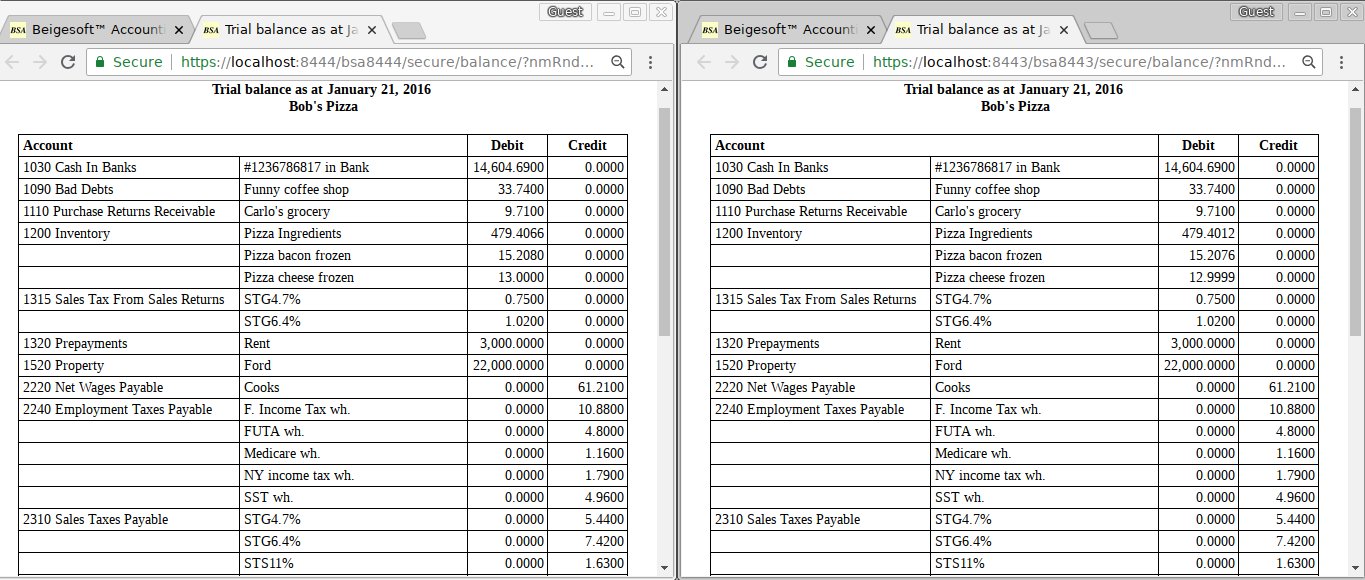 Guest
BSA Beigesoft™ Accounti
BSA Trial balance as at Ja
Secure https://localhost:8444/bsa8444/secure/balance/?nmRnd...
Trial balance as at January 21, 2016
Bob's Pizza
Account Debit Credit
1030 Cash In Banks #1236786817 in Bank 14,604.6900 0.0000
1090 Bad Debts Funny coffee shop 33.7400 0.0000
1110 Purchase Returns Receivable Carlo's grocery 9.7100 0.0000
1200 Inventory Pizza Ingredients 479.4066 0.0000
Pizza bacon frozen 15.2080 0.0000
Pizza cheese frozen 13.0000 0.0000
1315 Sales Tax From Sales Returns STG4.7% 0.7500 0.0000
STG6.4% 1.0200 0.0000
1320 Prepayments Rent 3,000.0000 0.0000
1520 Property Ford 22,000.0000 0.0000
2220 Net Wages Payable Cooks 0.0000 61.2100
2240 Employment Taxes Payable F. Income Tax wh. 0.0000 10.8800
FUTA wh. 0.0000 4.8000
Medicare wh. 0.0000 1.1600
NY income tax wh. 0.0000 1.7900
SST wh. 0.0000 4.9600
2310 Sales Taxes Payable STG4.7% 0.0000 5.4400
STG6.4% 0.0000 7.4200
STS11% 0.0000 1.6300
Guest
BSA Beigesoft™ Accounti
BSA Trial balance as at Ja
Secure https://localhost:8443/bsa8443/secure/balance/?nmRnd...
Trial balance as at January 21, 2016
Bob's Pizza
Account Debit Credit
1030 Cash In Banks #1236786817 in Bank 14,604.6900 0.0000
1090 Bad Debts Funny coffee shop 33.7400 0.0000
1110 Purchase Returns Receivable Carlo's grocery 9.7100 0.0000
1200 Inventory Pizza Ingredients 479.4012 0.0000
Pizza bacon frozen 15.2076 0.0000
Pizza cheese frozen 12.9999 0.0000
1315 Sales Tax From Sales Returns STG4.7% 0.7500 0.0000
STG6.4% 1.0200 0.0000
1320 Prepayments Rent 3,000.0000 0.0000
1520 Property Ford 22,000.0000 0.0000
2220 Net Wages Payable Cooks 0.0000 61.2100
2240 Employment Taxes Payable F. Income Tax wh. 0.0000 10.8800
FUTA wh. 0.0000 4.8000
Medicare wh. 0.0000 1.1600
NY income tax wh. 0.0000 1.7900
SST wh. 0.0000 4.9600
2310 Sales Taxes Payable STG4.7% 0.0000 5.4400
STG6.4% 0.0000 7.4200
STS11% 0.0000 1.6300